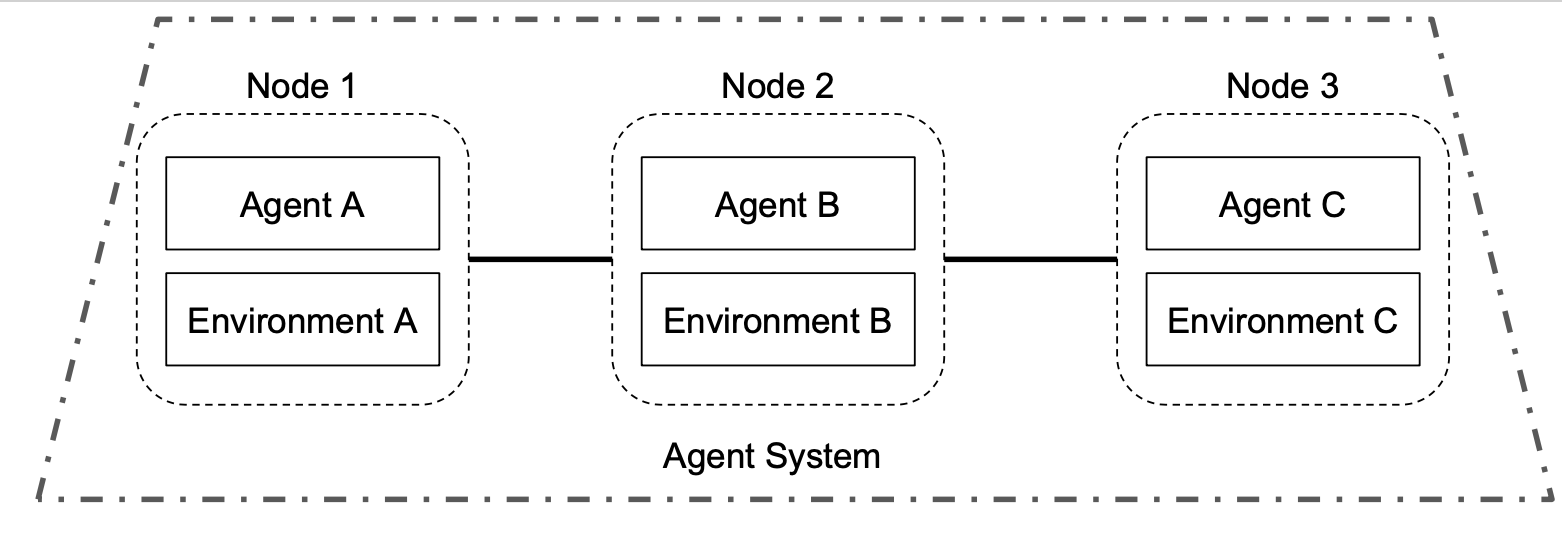 Node 1
Node 2
Node 3
Agent A
Agent B
Agent C
Environment A
Environment B
Environment C
Agent System